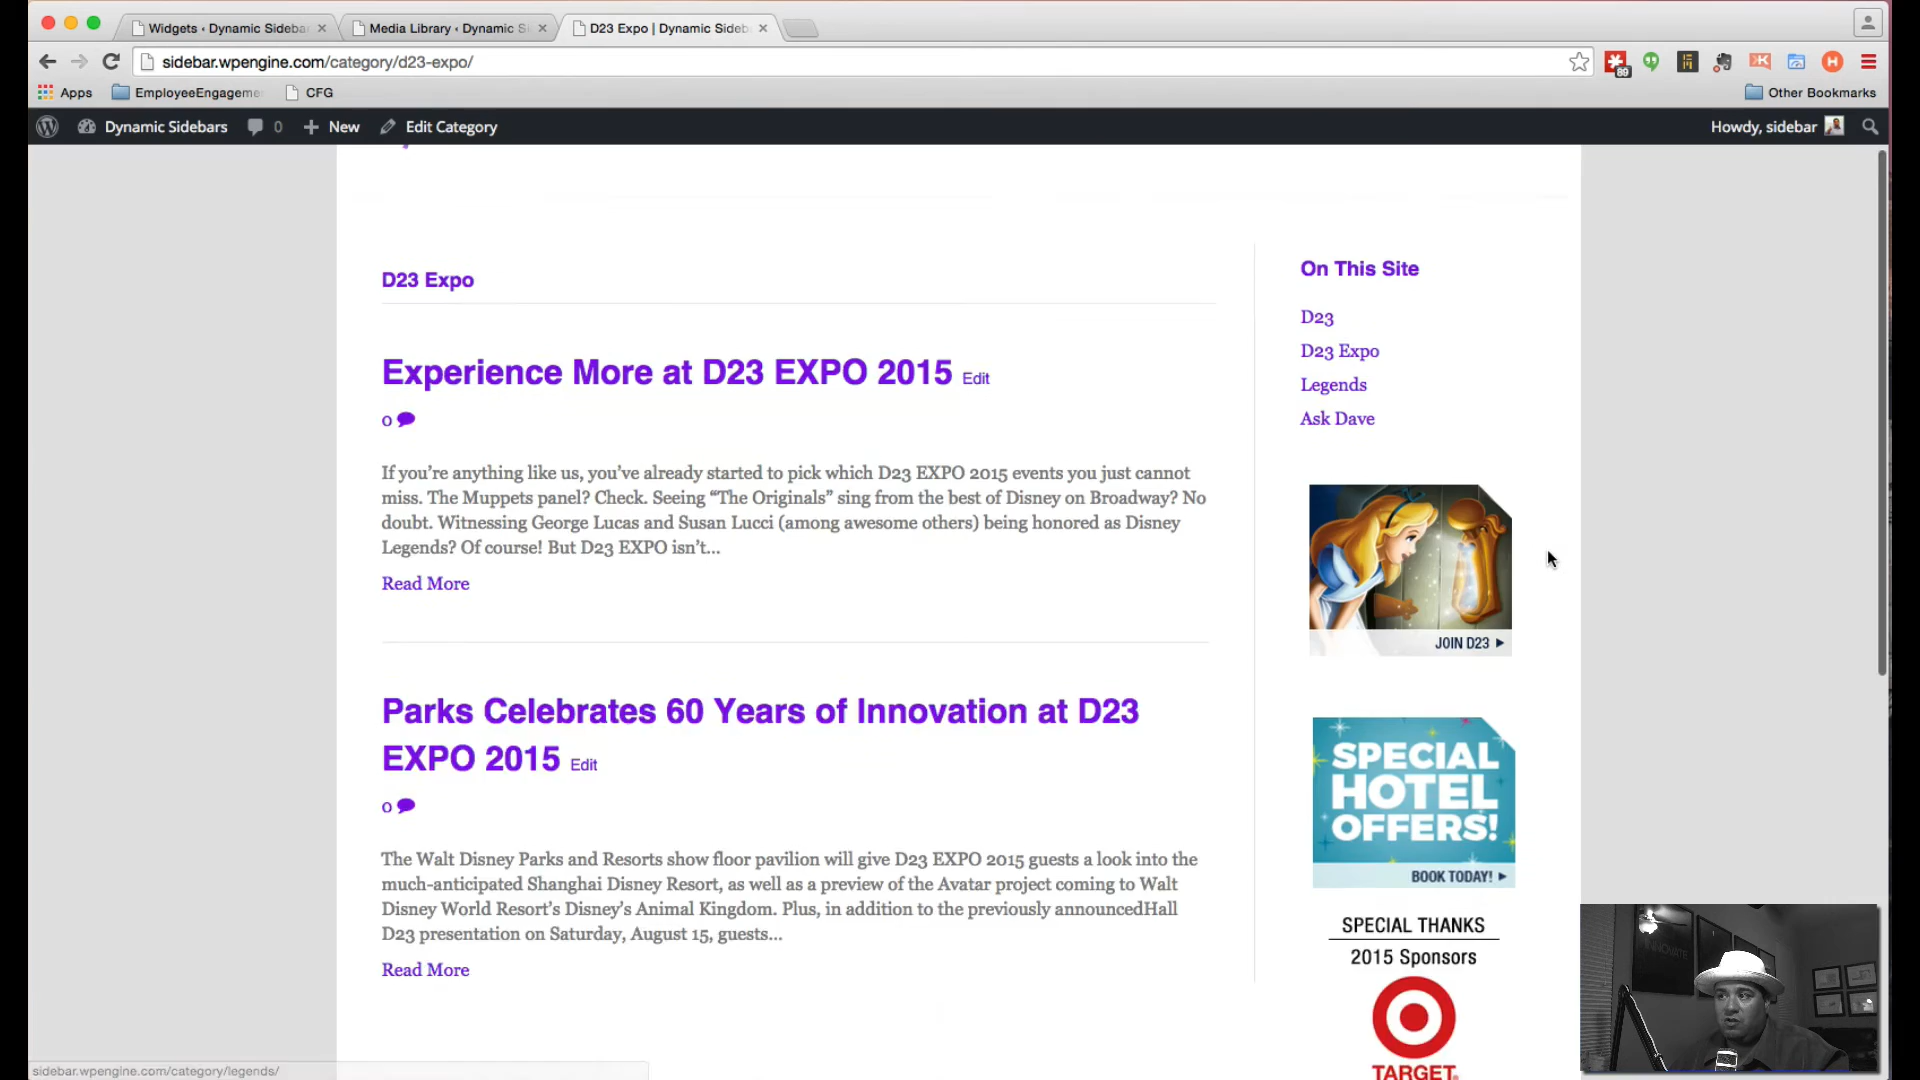 Widgets ‹ Dynamic Sideba
Media Library ‹ Dynamic S
D23 Expo | Dynamic Sideb
sidebar.wpengine.com/category/d23-expo/
89
Apps
EmployeeEngageme
CFG
Other Bookmarks
Dynamic Sidebars
0
New
Edit Category
Howdy, sidebar
D23 Expo
Experience More at D23 EXPO 2015 Edit
0
If you’re anything like us, you’ve already started to pick which D23 EXPO 2015 events you just cannot
miss. The Muppets panel? Check. Seeing “The Originals” sing from the best of Disney on Broadway? No
doubt. Witnessing George Lucas and Susan Lucci (among awesome others) being honored as Disney
Legends? Of course! But D23 EXPO isn’t...
Read More
Parks Celebrates 60 Years of Innovation at D23
EXPO 2015 Edit
0
The Walt Disney Parks and Resorts show floor pavilion will give D23 EXPO 2015 guests a look into the
much-anticipated Shanghai Disney Resort, as well as a preview of the Avatar project coming to Walt
Disney World Resort’s Disney’s Animal Kingdom. Plus, in addition to the previously announcedHall
D23 presentation on Saturday, August 15, guests...
Read More
On This Site
D23
D23 Expo
Legends
Ask Dave
JOIN D23
SPECIAL
HOTEL
OFFERS!
BOOK TODAY!
SPECIAL THANKS
2015 Sponsors
TARGET
sidebar.wpengine.com/category/legends/